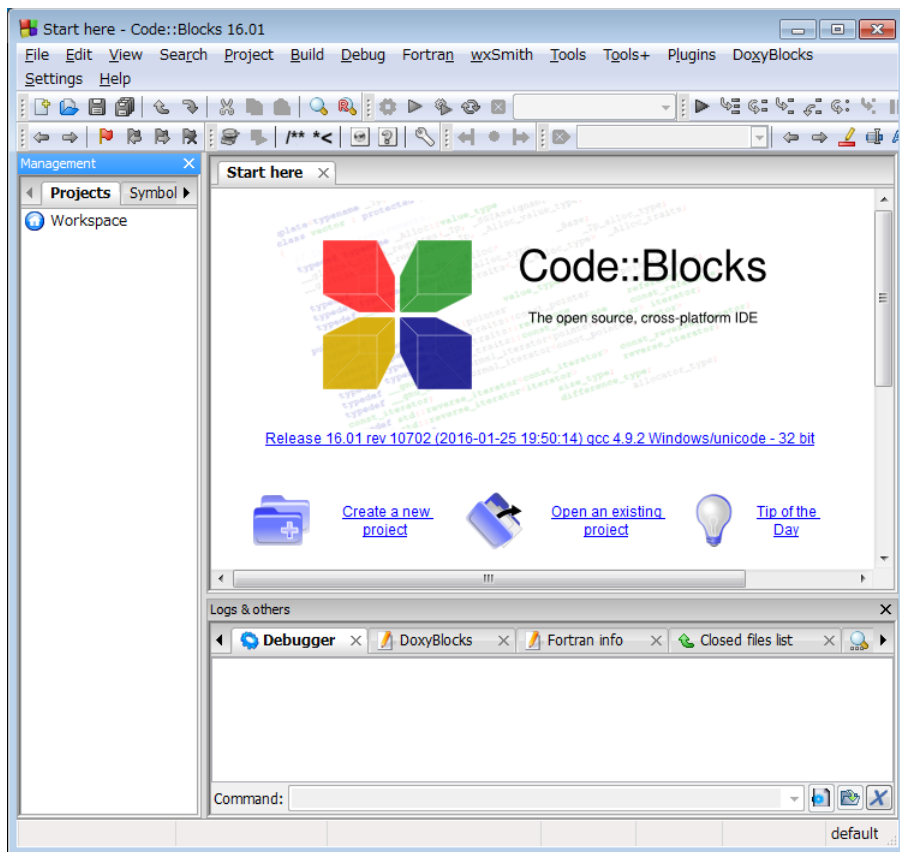 Start here - Code::Blocks 16.01
File Edit View Search Project Build Debug Fortran wxSmith Tools Tools+ Plugins DoxyBlocks
Settings Help
/** *<
Management
Projects Symbol
Workspace
Start here
Code::Blocks
The open source, cross-platform IDE
Release 16.01 rev 10702 (2016-01-25 19:50:14) gcc 4.9.2 Windows/unicode - 32 bit
Create a new
project
Open an existing
project
Tip of the
Day
Logs & others
Debugger DoxyBlocks Fortran info Closed files list
Command:
default